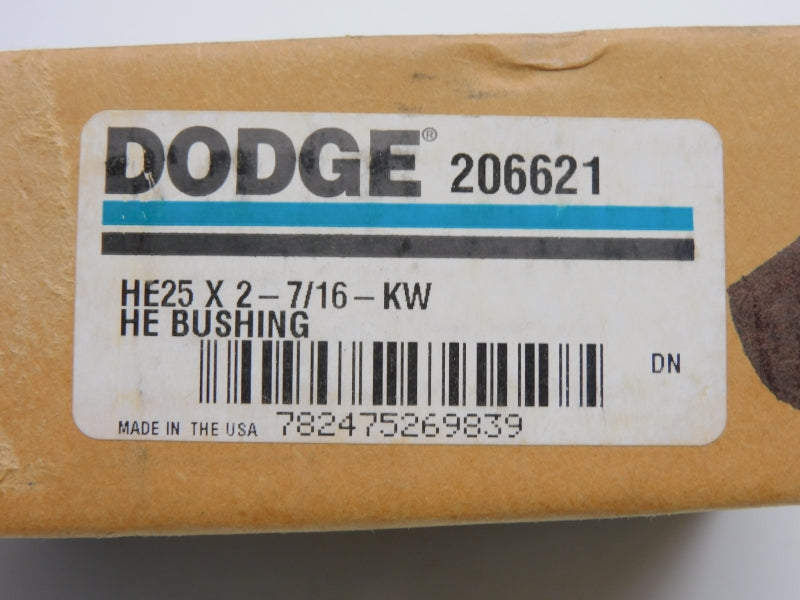 DODGE® 206621
HE25 X 2-7/16-KW
HE BUSHING
DN
MADE IN THE USA 782475269839